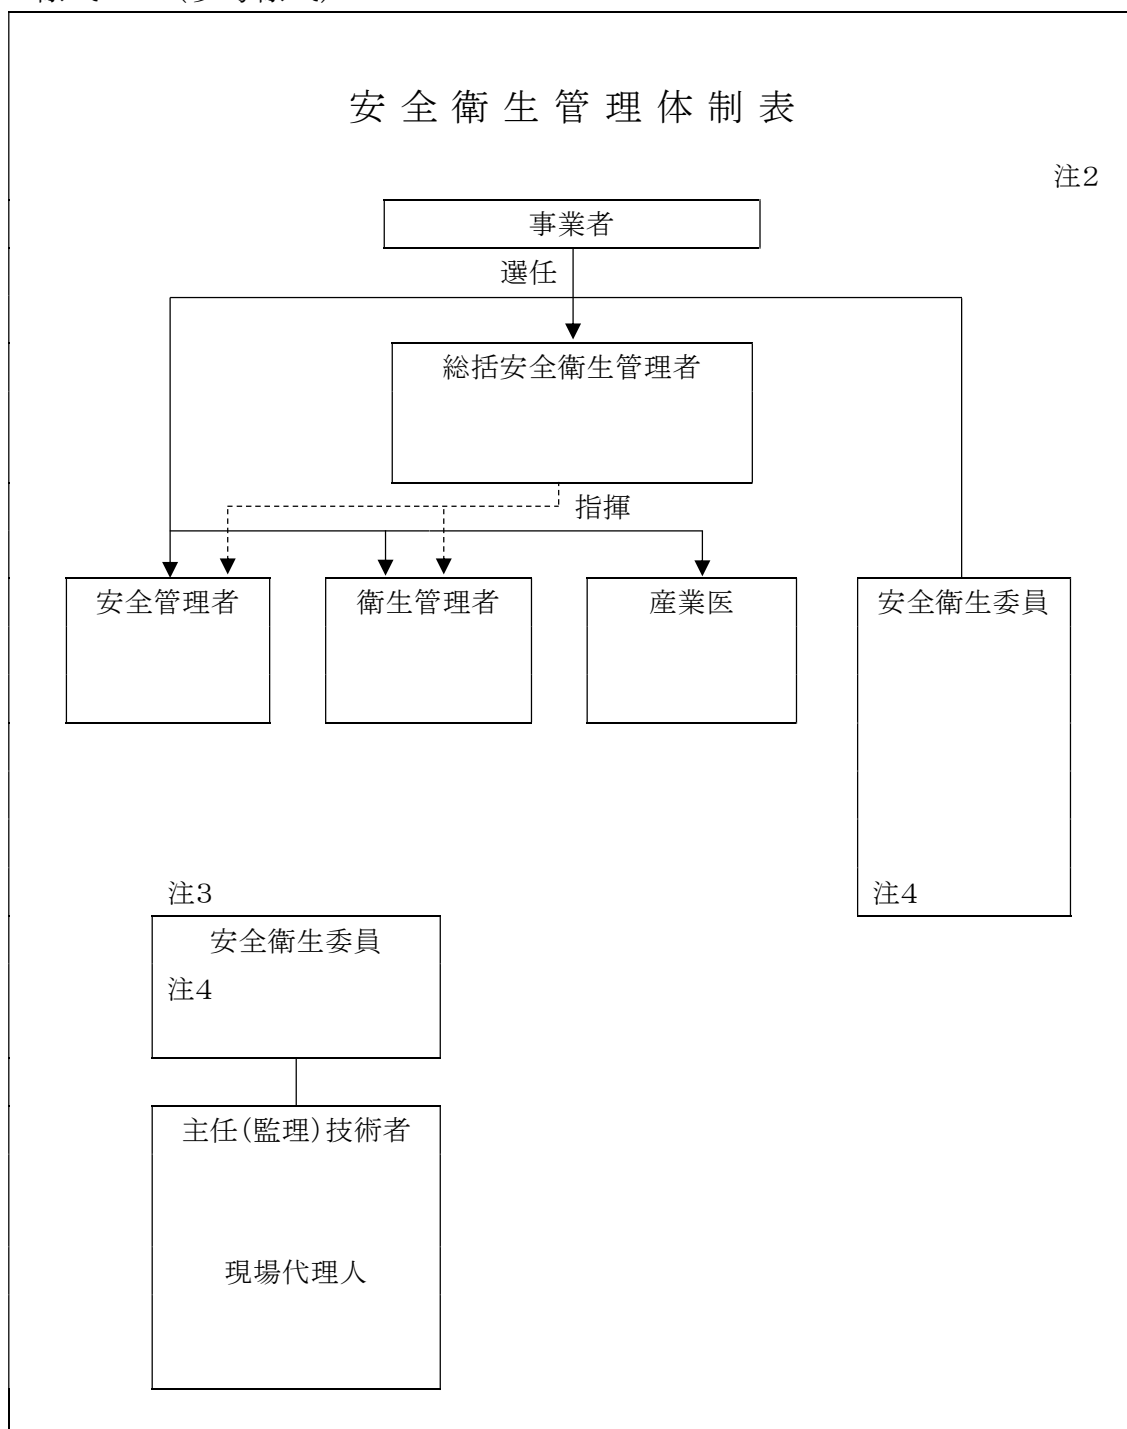 安全衛生管理体制表
注2
事業者
選任
総括安全衛生管理者
指揮
安全管理者
衛生管理者
産業医
安全衛生委員
注4
注3
安全衛生委員
注4
主任(監理)技術者
現場代理人